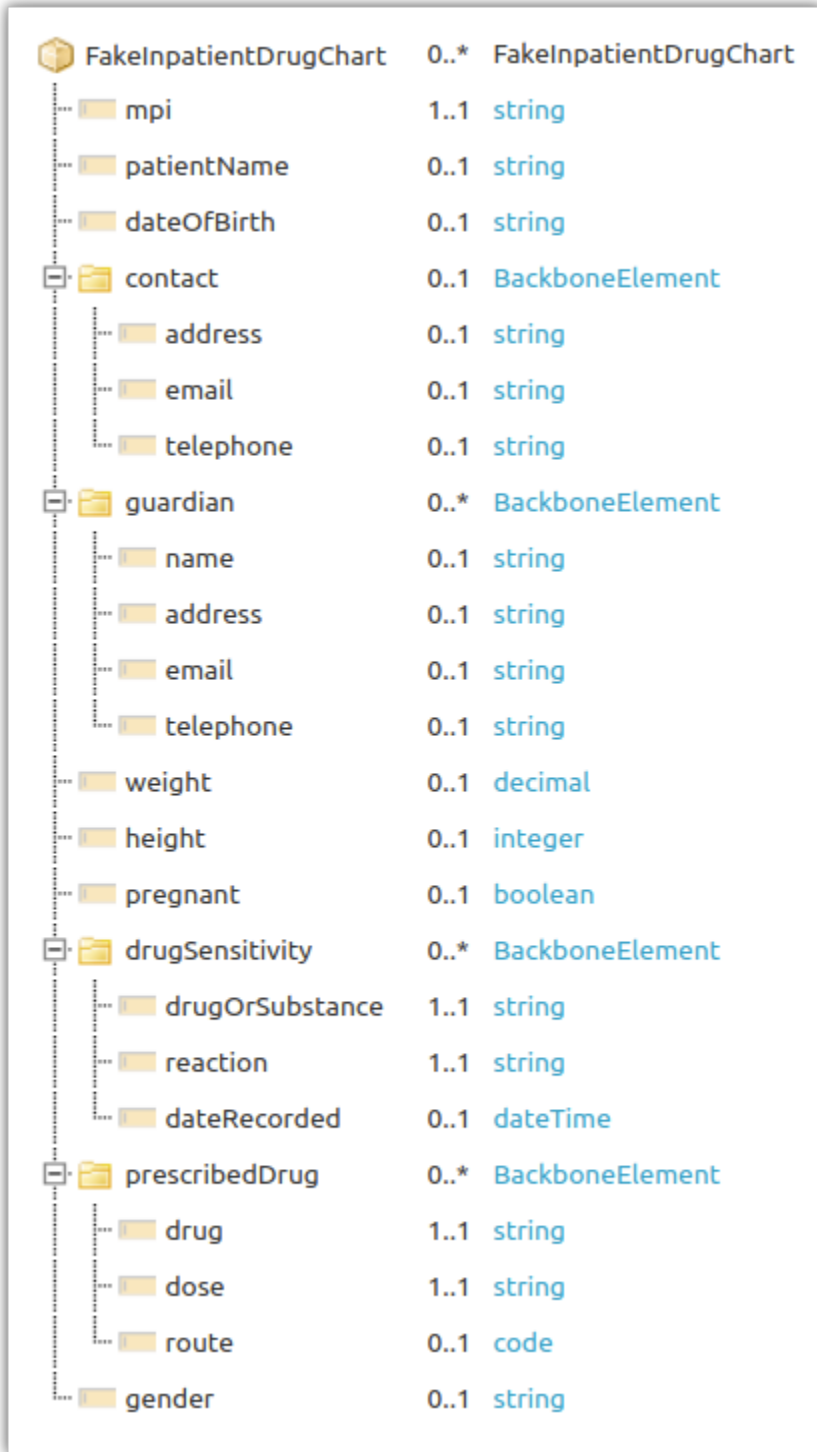 FakeInpatientDrugChart 0..* FakeInpatientDrugChart
mpi 1..1 string
patientName 0..1 string
dateOfBirth 0..1 string
contact 0..1 BackboneElement
address 0..1 string
email 0..1 string
telephone 0..1 string
guardian 0..* BackboneElement
name 0..1 string
address 0..1 string
email 0..1 string
telephone 0..1 string
weight 0..1 decimal
height 0..1 integer
pregnant 0..1 boolean
drugSensitivity 0..* BackboneElement
drugOrSubstance 1..1 string
reaction 1..1 string
dateRecorded 0..1 dateTime
prescribedDrug 0..* BackboneElement
drug 1..1 string
dose 1..1 string
route 0..1 code
gender 0..1 string